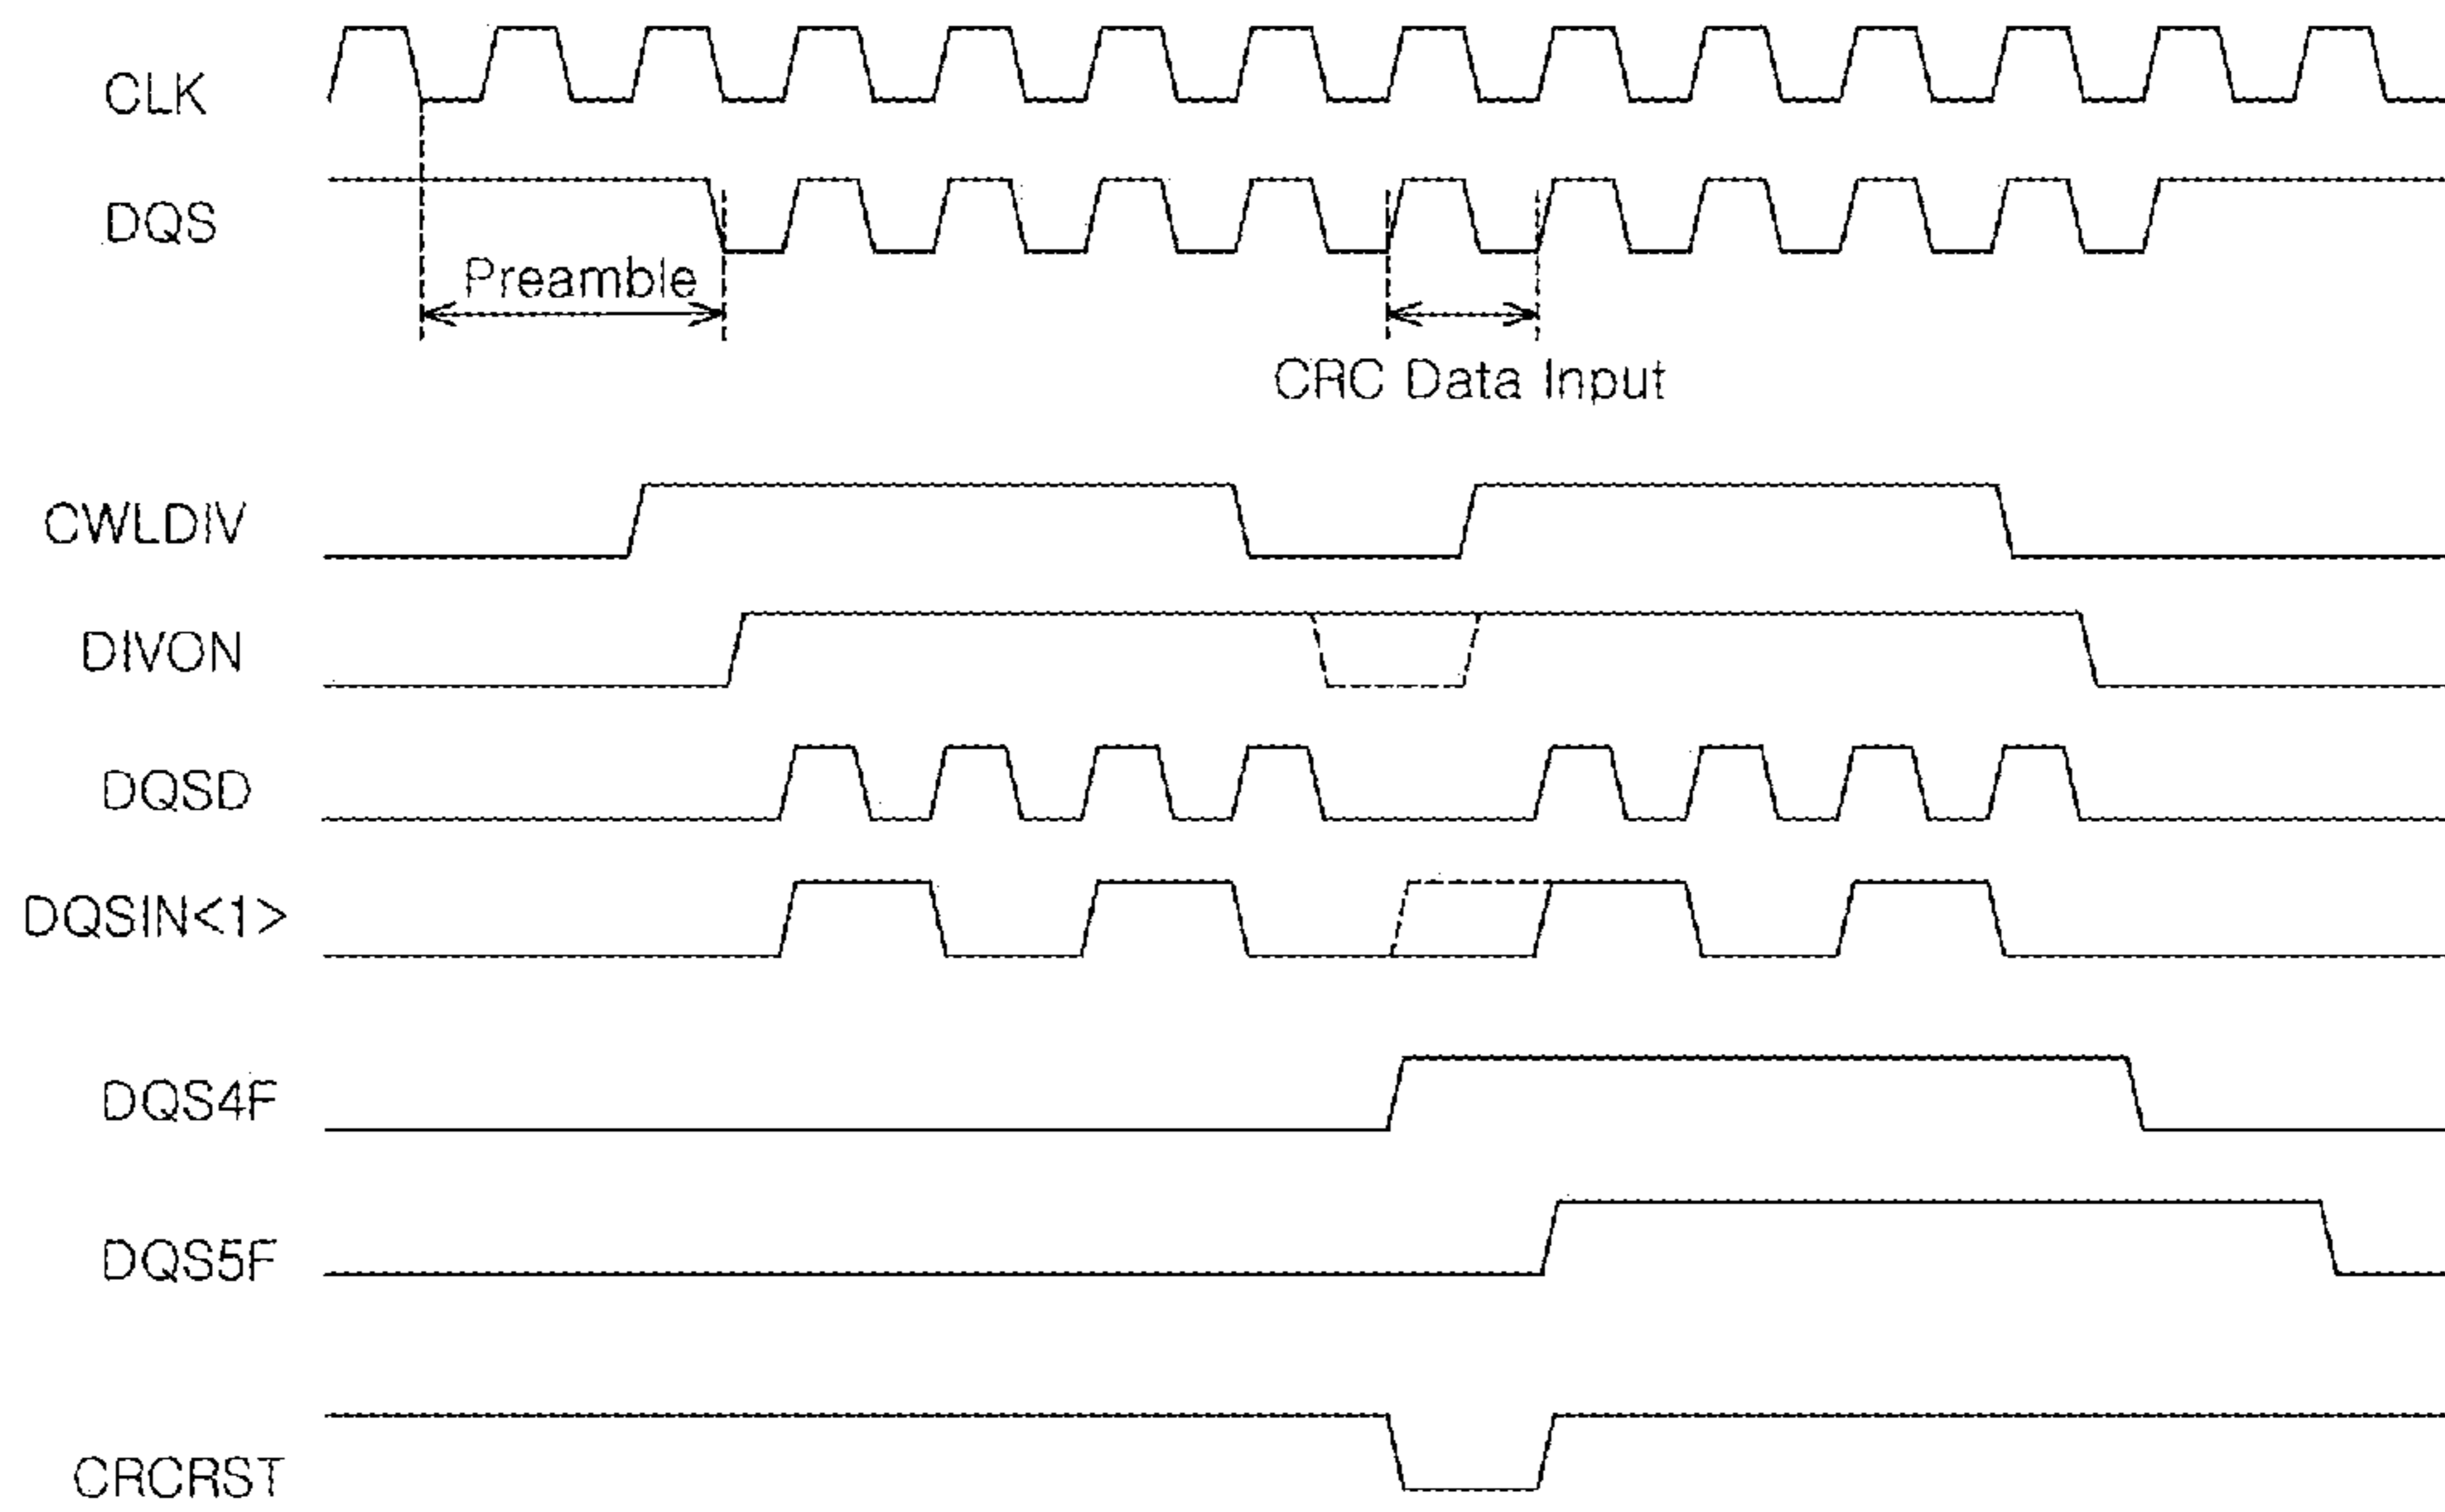 CLK
DQS
Preamble
CRC Data Input
CWLDIV
DIVON
DQSD
DQSIN<1>
DQS4F
DQS5F
CRCRST